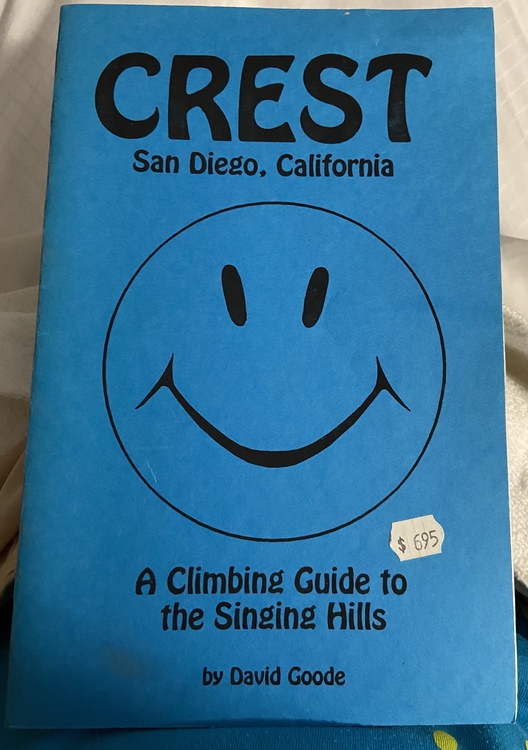 CREST
San Diego, California
$ 695
A Climbing Guide to
the Singing Hills
by David Goode